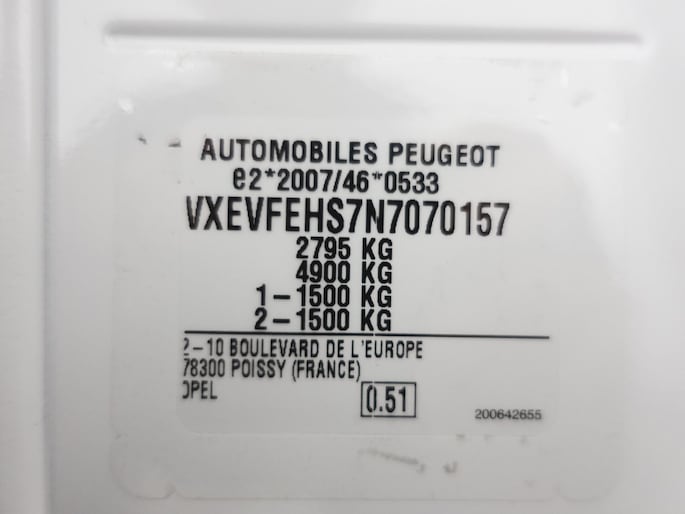 AUTOMOBILES PEUGEOT
e2*2007/46*0533
VXEVFEHS7N7070157
2795 KG
4900 KG
1-1500 KG
2-1500 KG
2-10 BOULEVARD DE L'EUROPE
78300 POISSY (FRANCE)
OPEL
0.51
200642655